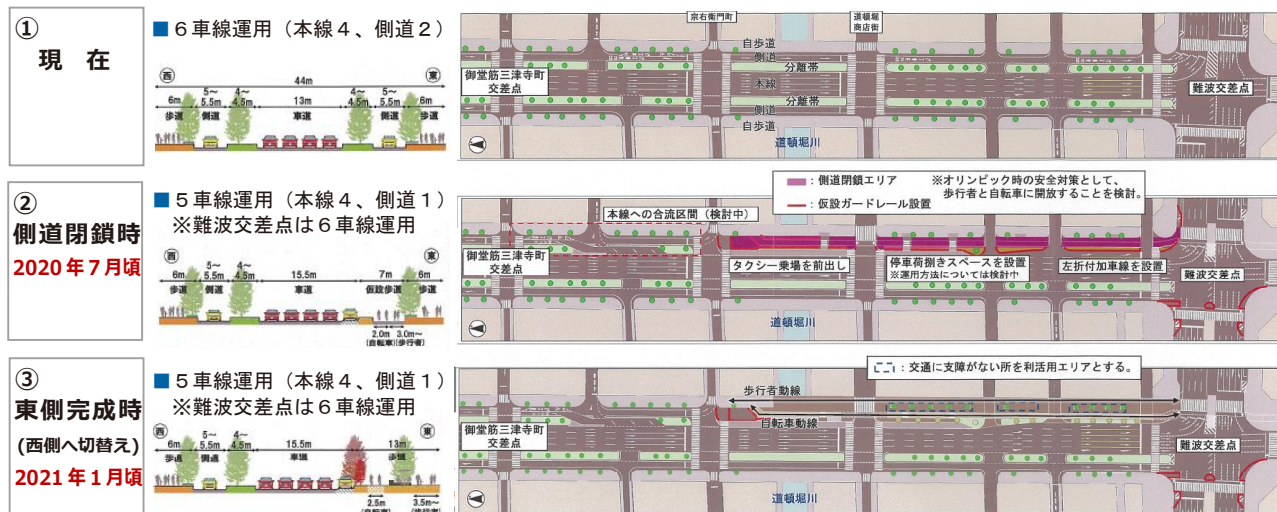 ①
現 在
■６車線運用（本線４、側道２）
西
東
44m
6m
5～
5.5m
4～
4.5m
13m
4～
4.5m
5～
5.5m
6m
歩道
側道
車道
側道
歩道
宗右衛門町
道頓堀
商店街
自歩道
側道
分離帯
本線
分離帯
側道
自歩道
御堂筋三津寺町
交差点
難波交差点
道頓堀川
②
側道閉鎖時
2020年7月頃
■５車線運用（本線４、側道１）
※難波交差点は６車線運用
西
東
6m
5～
5.5m
4～
4.5m
15.5m
7m
6m
歩道
側道
車道
仮設歩道
歩道
2.0m
(自転車)
3.0m～
(歩行者)
：側道閉鎖エリア
※オリンピック時の安全対策として、
歩行者と自転車に開放することを検討。
：仮設ガードレール設置
本線への合流区間（検討中）
御堂筋三津寺町
交差点
タクシー乗場を前出し
停車荷捌きスペースを設置
※運用方法については検討中
左折付加車線を設置
難波交差点
道頓堀川
③
東側完成時
(西側へ切替え)
2021年1月頃
■５車線運用（本線４、側道１）
※難波交差点は６車線運用
西
東
6m
5～
5.5m
4～
4.5m
15.5m
13m
歩道
側道
車道
歩道
2.5m
(自転車)
3.5m～
(歩行者)
：交通に支障がない所を利活用エリアとする。
歩行者動線
自転車動線
御堂筋三津寺町
交差点
難波交差点
道頓堀川